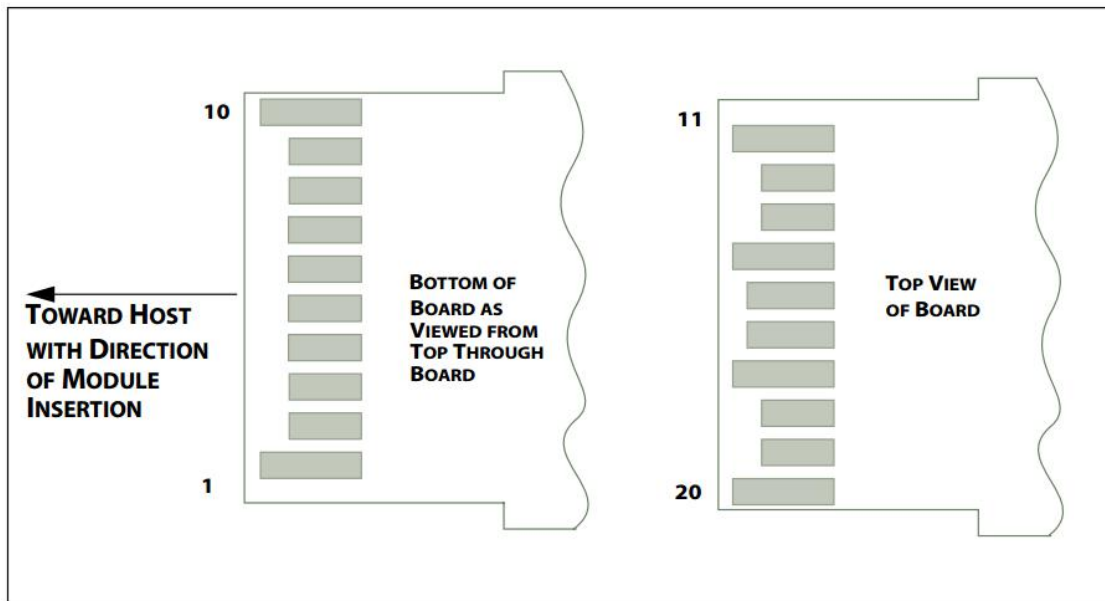 10
1
TOWARD HOST
WITH DIRECTION
OF MODULE
INSERTION
BOTTOM OF
BOARD AS
VIEWED FROM
TOP THROUGH
BOARD
11
20
TOP VIEW
OF BOARD